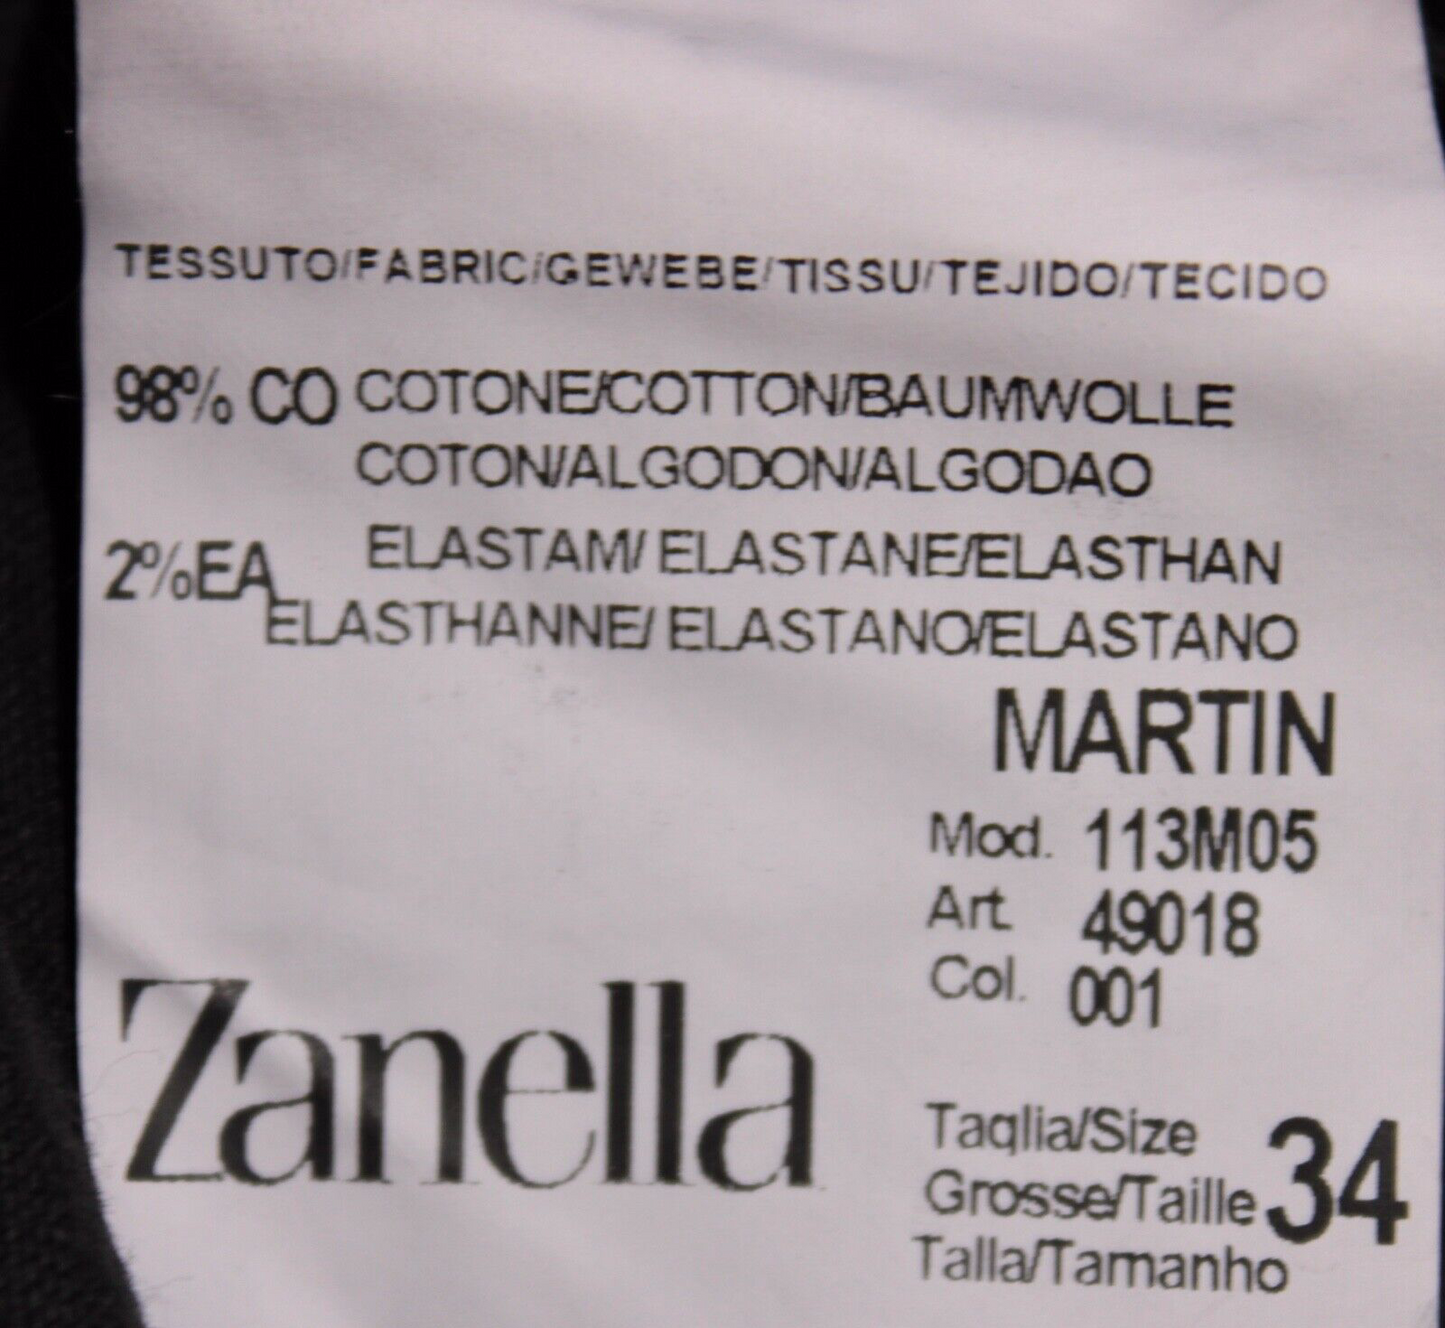 TESSUTO/FABRIC/GEWEBE/TISSU/TEJIDO/TECIDO
98% CO COTONE/COTTON/BAUMWOLLE
COTON/ALGODON/ALGODAO
2%EA ELASTAM/ ELASTANE/ELASTHAN
ELASTHANNE/ ELASTANO/ELASTANO
MARTIN
Mod. 113M05
Art. 49018
Col. 001
Zanella
Taglia/Size
Grosse/Taille 34
Talla/Tamanho